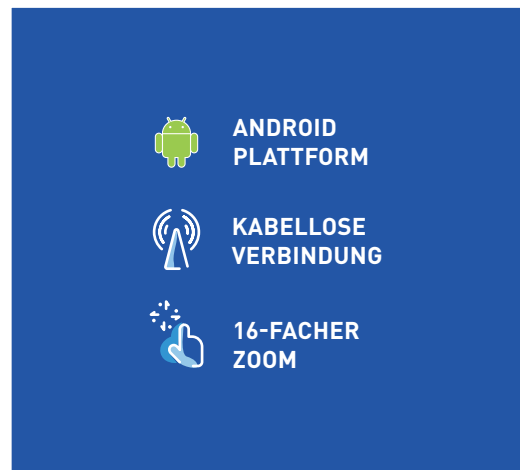 ANDROID
PLATTFORM
KABELLOSE
VERBINDUNG
16-FACHER
ZOOM